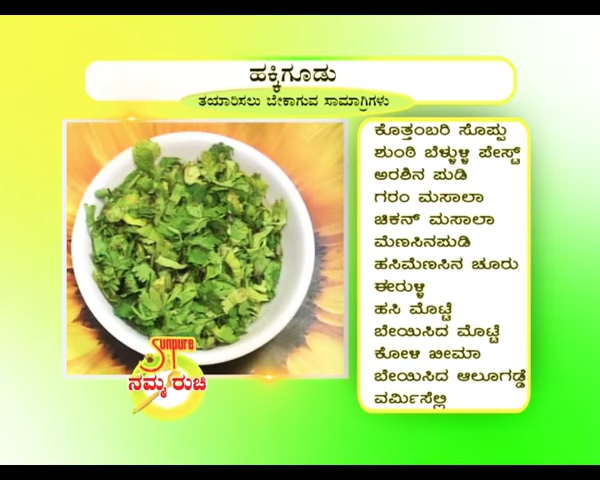 ಹಕ್ಕಿಗೂಡು
ತಯಾರಿಸಲು ಬೇಕಾಗುವ ಸಾಮಾಗ್ರಿಗಳು
ಕೊತ್ತಂಬರಿ ಸೊಪ್ಪು
ಶುಂಠಿ ಬೆಳ್ಳುಳ್ಳಿ ಪೇಸ್ಟ್
ಅರಶಿನ ಪುಡಿ
ಗರಂ ಮಸಾಲಾ
ಚಿಕನ್ ಮಸಾಲಾ
ಮೆಣಸಿನಪುಡಿ
ಹಸಿಮೆಣಸಿನ ಚೂರು
ಈರುಳ್ಳಿ
ಹಸಿ ಮೊಟ್ಟೆ
ಬೇಯಿಸಿದ ಮೊಟ್ಟೆ
ಕೋಳಿ ಖೀಮಾ
ಬೇಯಿಸಿದ ಆಲೂಗಡ್ಡೆ
ವರ್ಮಿಸೆಲ್ಲಿ
Sunpure
ನಮ್ಮ ರುಚಿ